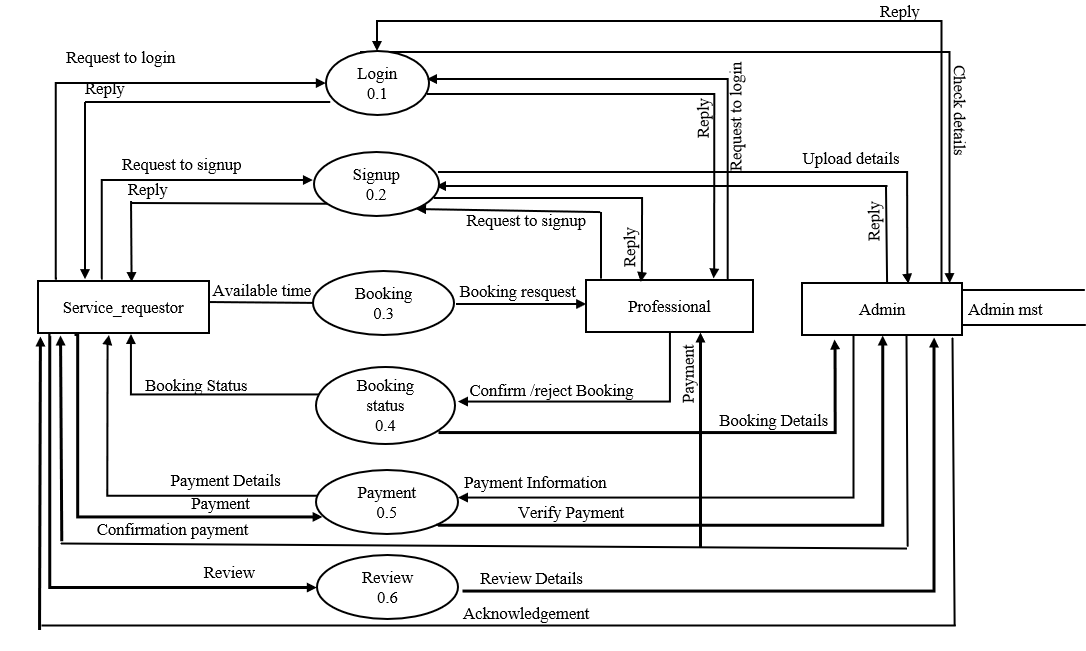 Reply
Request to login
Login
0.1
Reply
Reply
Request to login
Check details
Request to signup
Signup
0.2
Upload details
Reply
Request to signup
Reply
Reply
Service_requestor
Available time
Booking
0.3
Booking resquest
Professional
Admin
Admin mst
Booking Status
Booking
status
0.4
Confirm /reject Booking
Payment
Booking Details
Payment Details
Payment
0.5
Payment Information
Payment
Verify Payment
Confirmation payment
Review
Review
0.6
Review Details
Acknowledgement